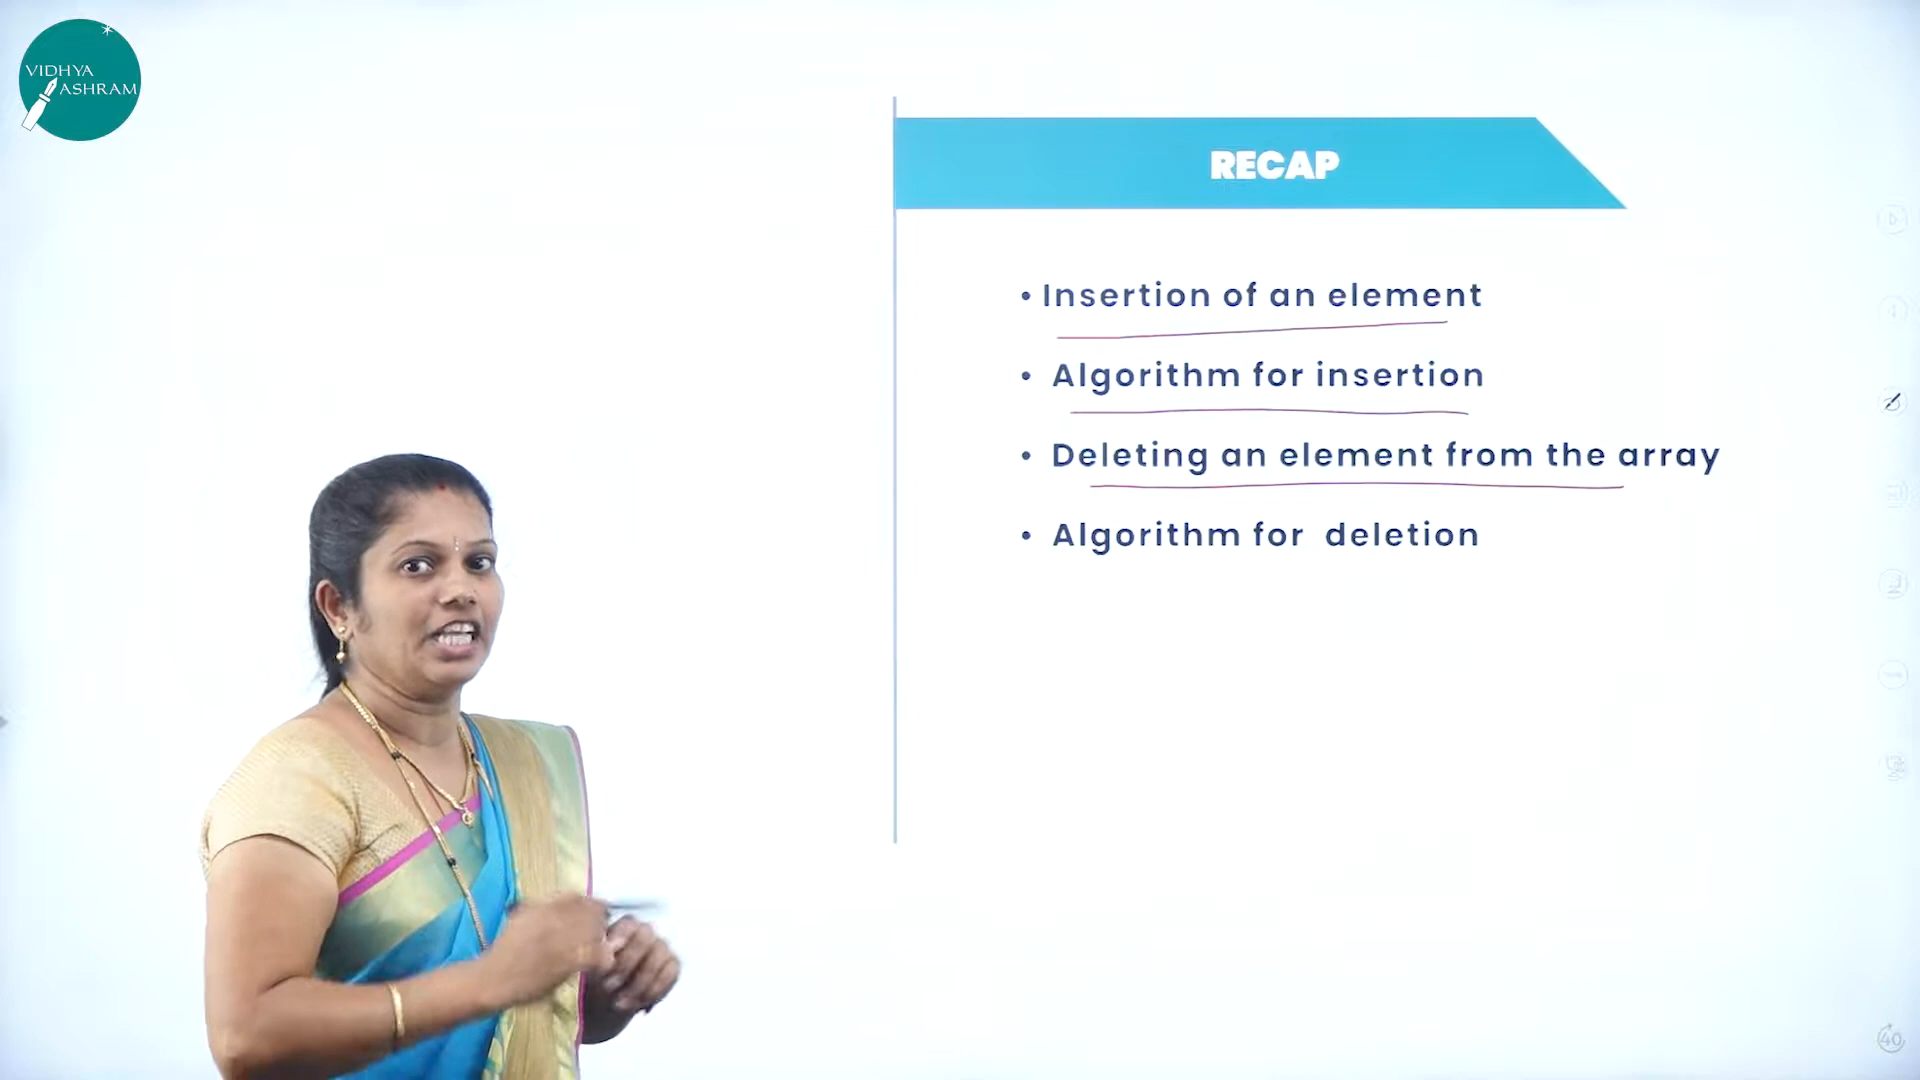 VIDHYA
ASHRAM
RECAP
• Insertion of an element
• Algorithm for insertion
• Deleting an element from the array
• Algorithm for deletion
40